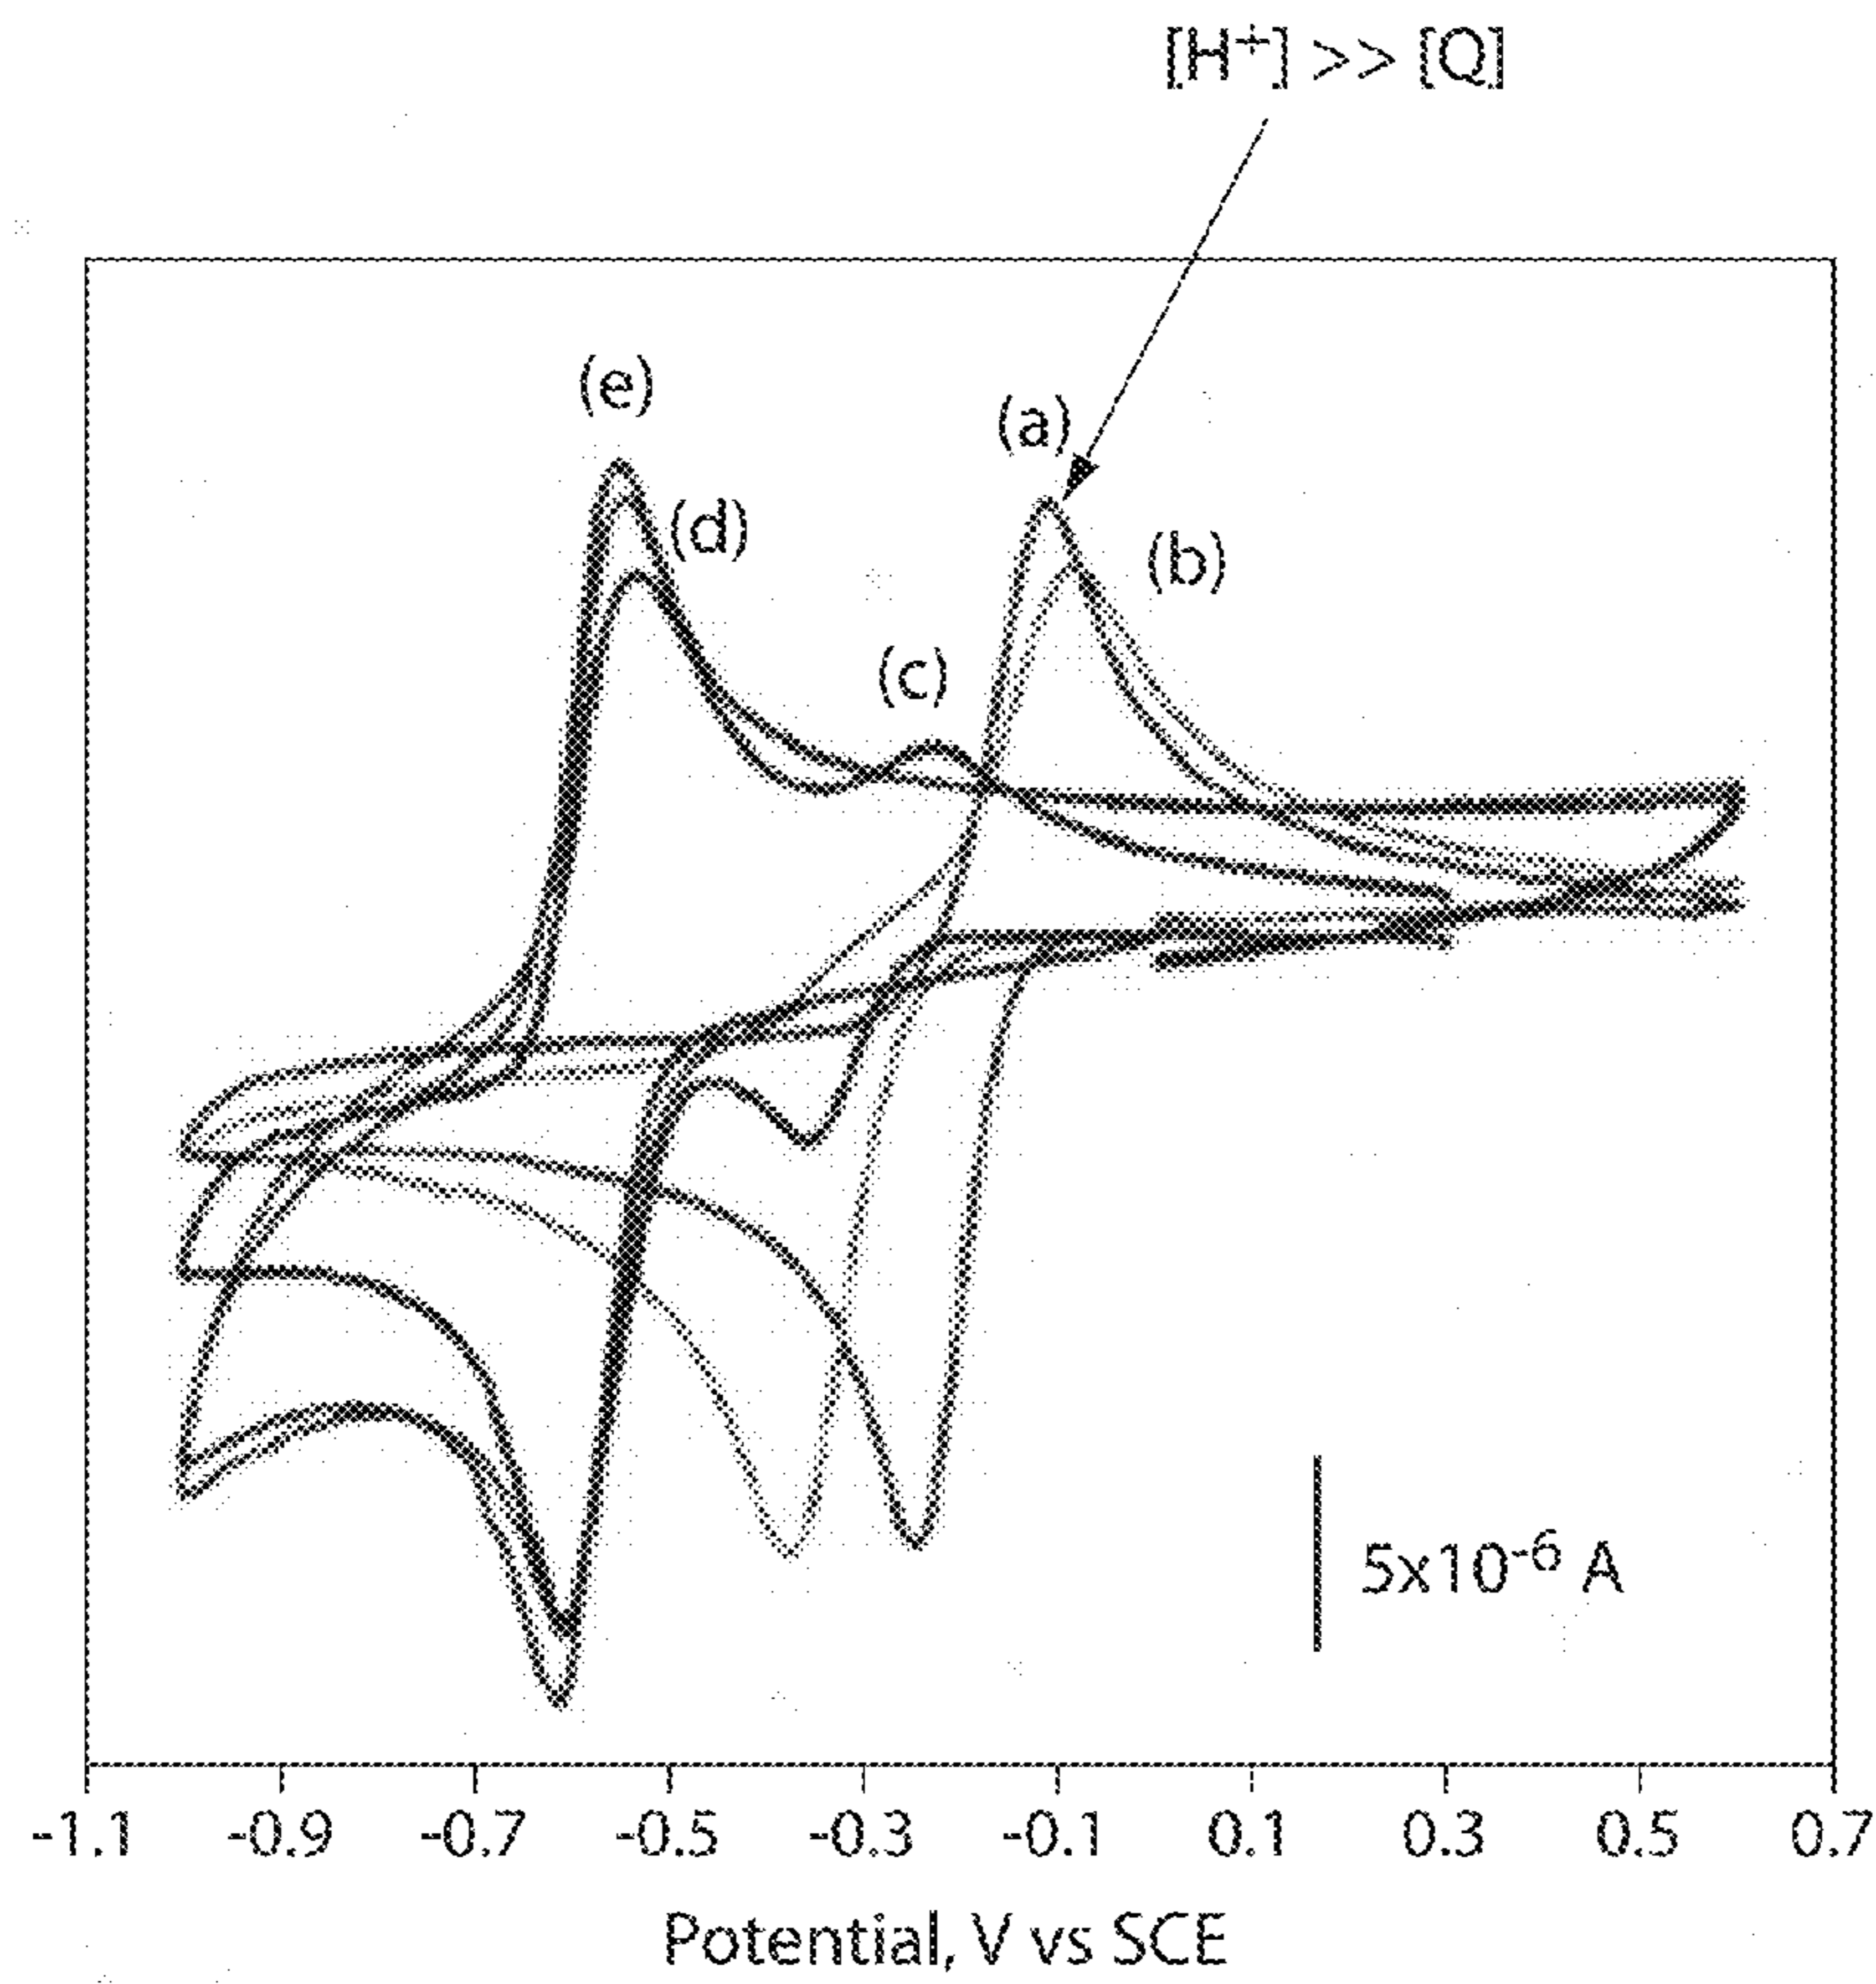 [H⁺] >> [Q]
(e)
(a)
(d)
(b)
(c)
5x10⁻⁶ A
-1.1 -0.9 -0.7 -0.5 -0.3 -0.1 0.1 0.3 0.5 0.7
Potential, V vs SCE